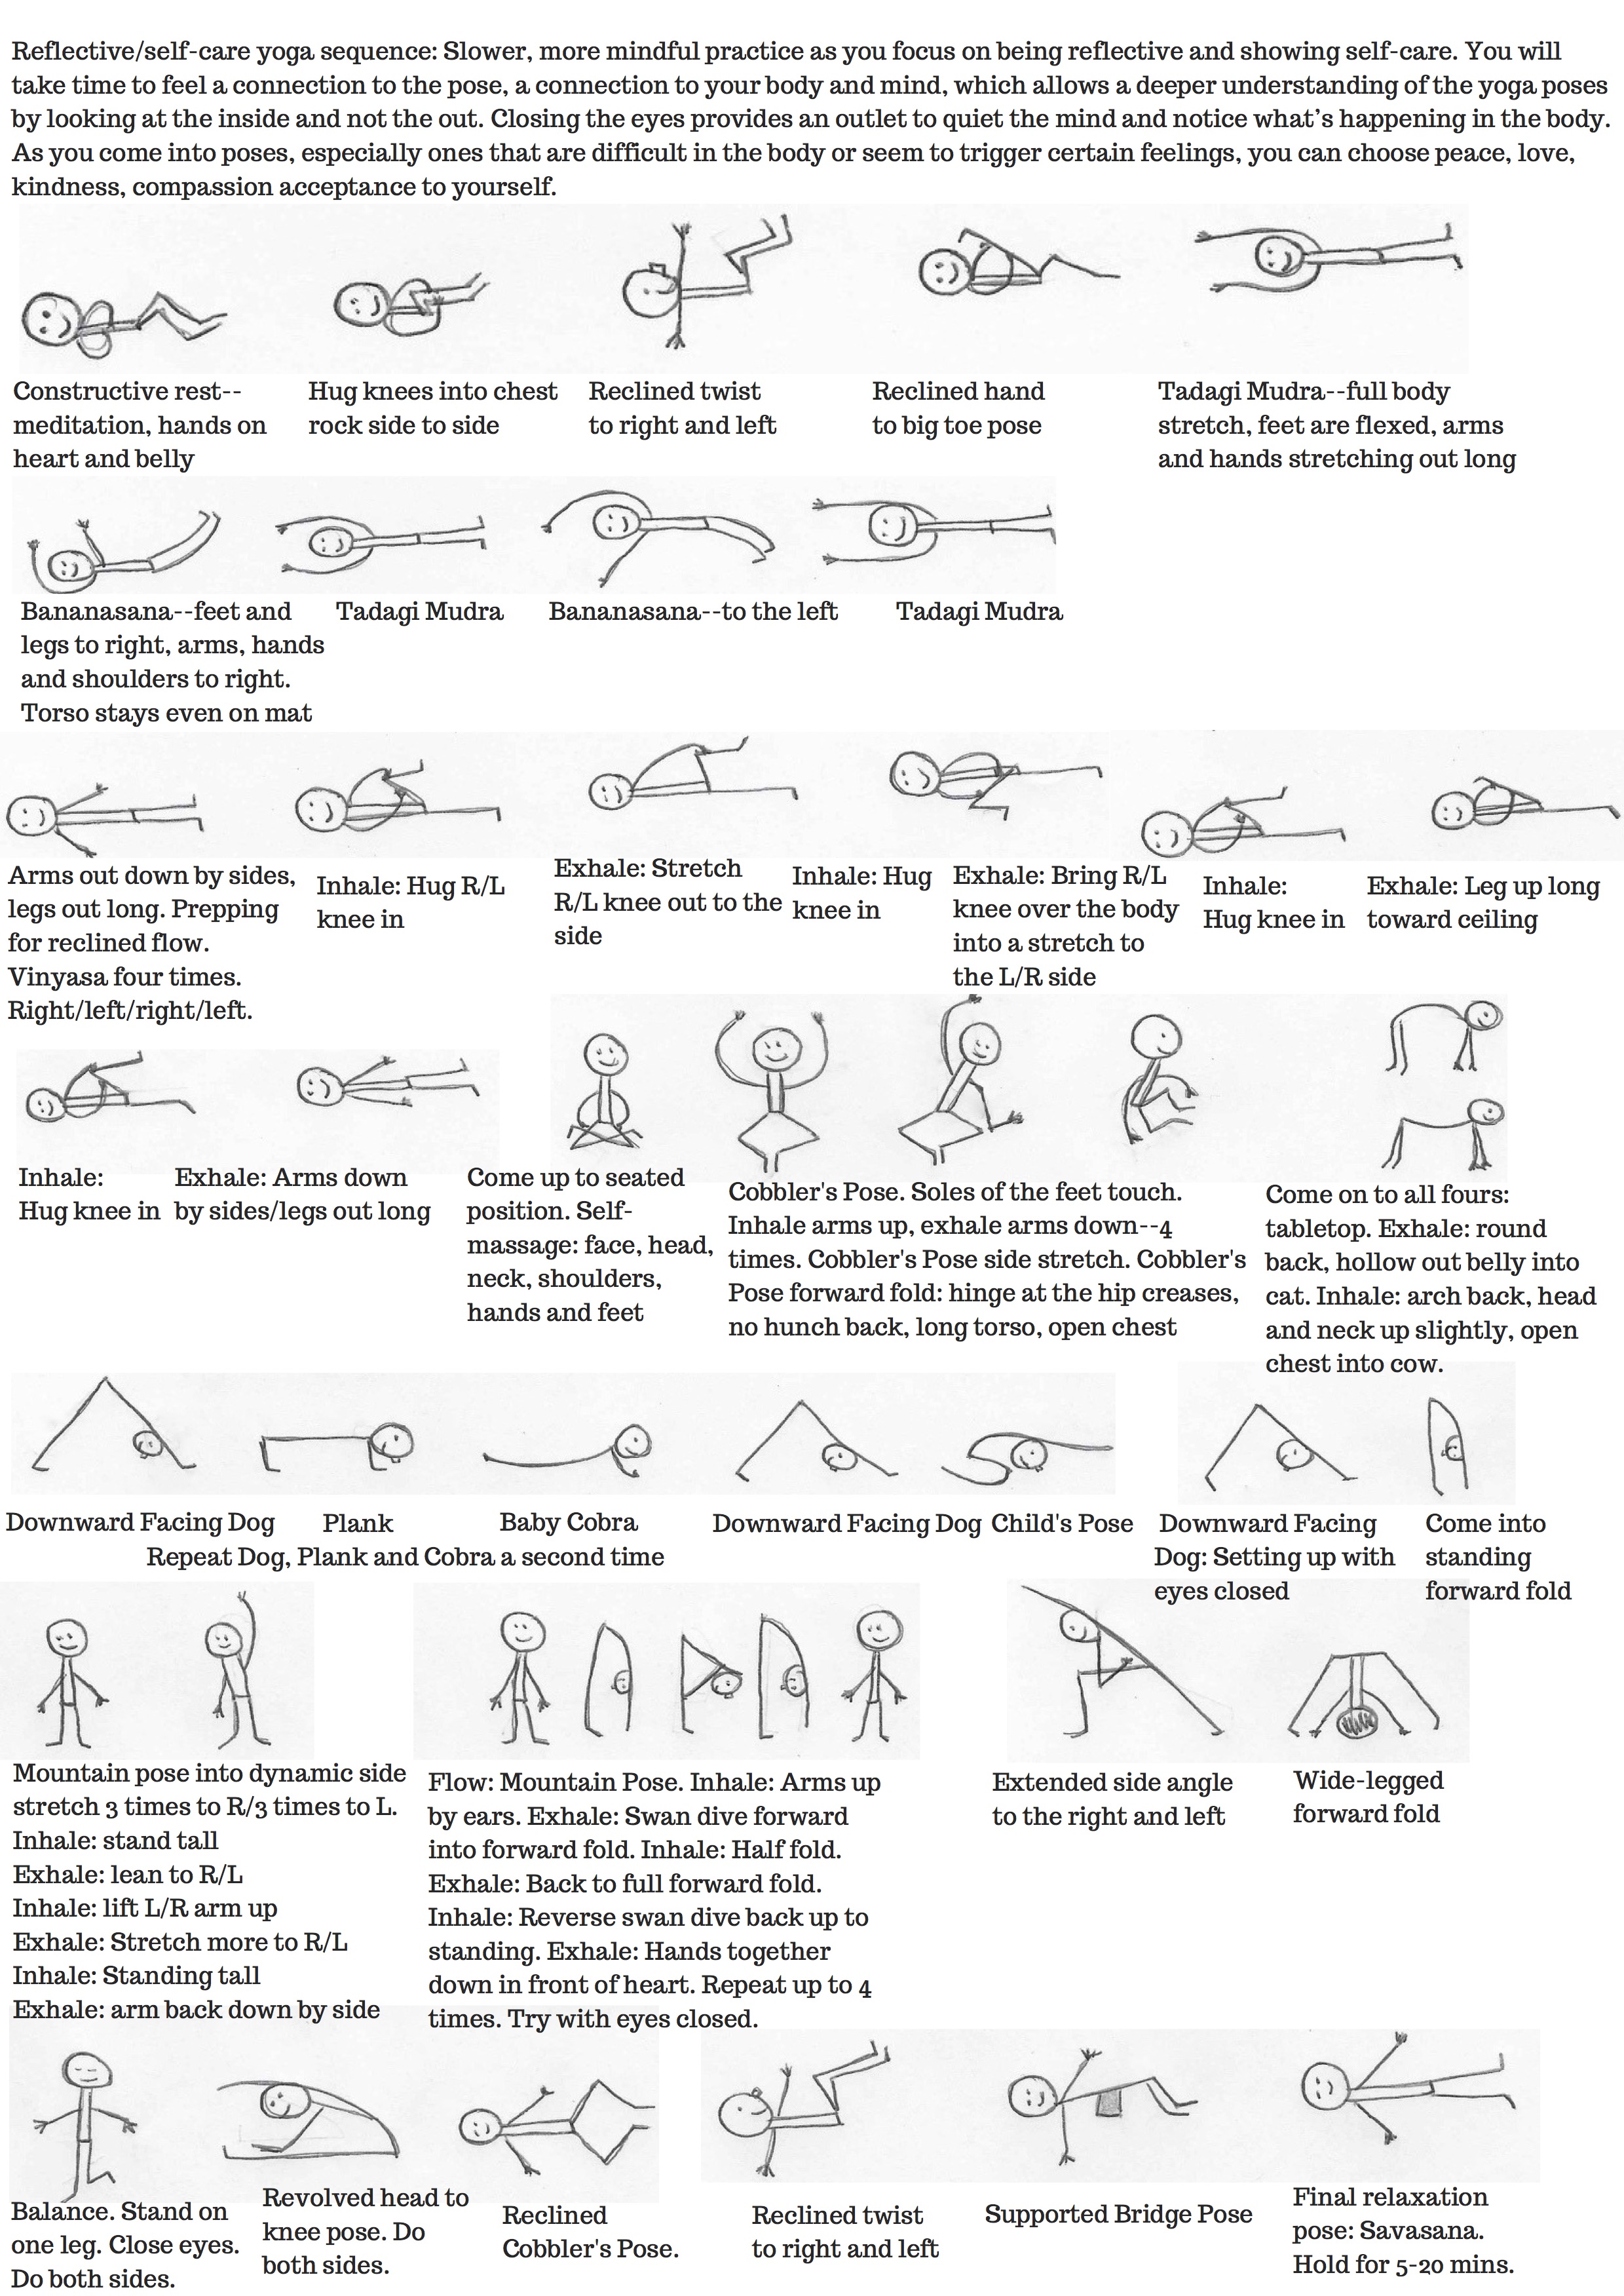 Reflective/self-care yoga sequence: Slower, more mindful practice as you focus on being reflective and showing self-care. You will
take time to feel a connection to the pose, a connection to your body and mind, which allows a deeper understanding of the yoga poses
by looking at the inside and not the out. Closing the eyes provides an outlet to quiet the mind and notice what's happening in the body.
As you come into poses, especially ones that are difficult in the body or seem to trigger certain feelings, you can choose peace, love,
kindness, compassion acceptance to yourself.
Constructive rest--
meditation, hands on
heart and belly
Hug knees into chest
rock side to side
Reclined twist
to right and left
Reclined hand
to big toe pose
Tadagi Mudra--full body
stretch, feet are flexed, arms
and hands stretching out long
Bananasana--feet and
legs to right, arms, hands
and shoulders to right.
Torso stays even on mat
Tadagi Mudra
Bananasana--to the left
Tadagi Mudra
Arms out down by sides,
legs out long. Prepping
for reclined flow.
Vinyasa four times.
Right/left/right/left.
Inhale: Hug R/L
knee in
Exhale: Stretch
R/L knee out to the
side
Inhale: Hug
knee in
Exhale: Bring R/L
knee over the body
into a stretch to
the L/R side
Inhale:
Hug knee in
Exhale: Leg up long
toward ceiling
Inhale:
Hug knee in
Exhale: Arms down
by sides/legs out long
Come up to seated
position. Self-
massage: face, head,
neck, shoulders,
hands and feet
Cobbler's Pose. Soles of the feet touch.
Inhale arms up, exhale arms down--4
times. Cobbler's Pose side stretch. Cobbler's
Pose forward fold: hinge at the hip creases,
no hunch back, long torso, open chest
Come on to all fours:
tabletop. Exhale: round
back, hollow out belly into
cat. Inhale: arch back, head
and neck up slightly, open
chest into cow.
Downward Facing Dog
Plank
Baby Cobra
Repeat Dog, Plank and Cobra a second time
Downward Facing Dog
Child's Pose
Downward Facing
Dog: Setting up with
eyes closed
Come into
standing
forward fold
Mountain pose into dynamic side
stretch 3 times to R/3 times to L.
Inhale: stand tall
Exhale: lean to R/L
Inhale: lift L/R arm up
Exhale: Stretch more to R/L
Inhale: Standing tall
Exhale: arm back down by side
Flow: Mountain Pose. Inhale: Arms up
by ears. Exhale: Swan dive forward
into forward fold. Inhale: Half fold.
Exhale: Back to full forward fold.
Inhale: Reverse swan dive back up to
standing. Exhale: Hands together
down in front of heart. Repeat up to 4
times. Try with eyes closed.
Extended side angle
to the right and left
Wide-legged
forward fold
Balance. Stand on
one leg. Close eyes.
Do both sides.
Revolved head to
knee pose. Do
both sides.
Reclined
Cobbler's Pose.
Reclined twist
to right and left
Supported Bridge Pose
Final relaxation
pose: Savasana.
Hold for 5-20 mins.